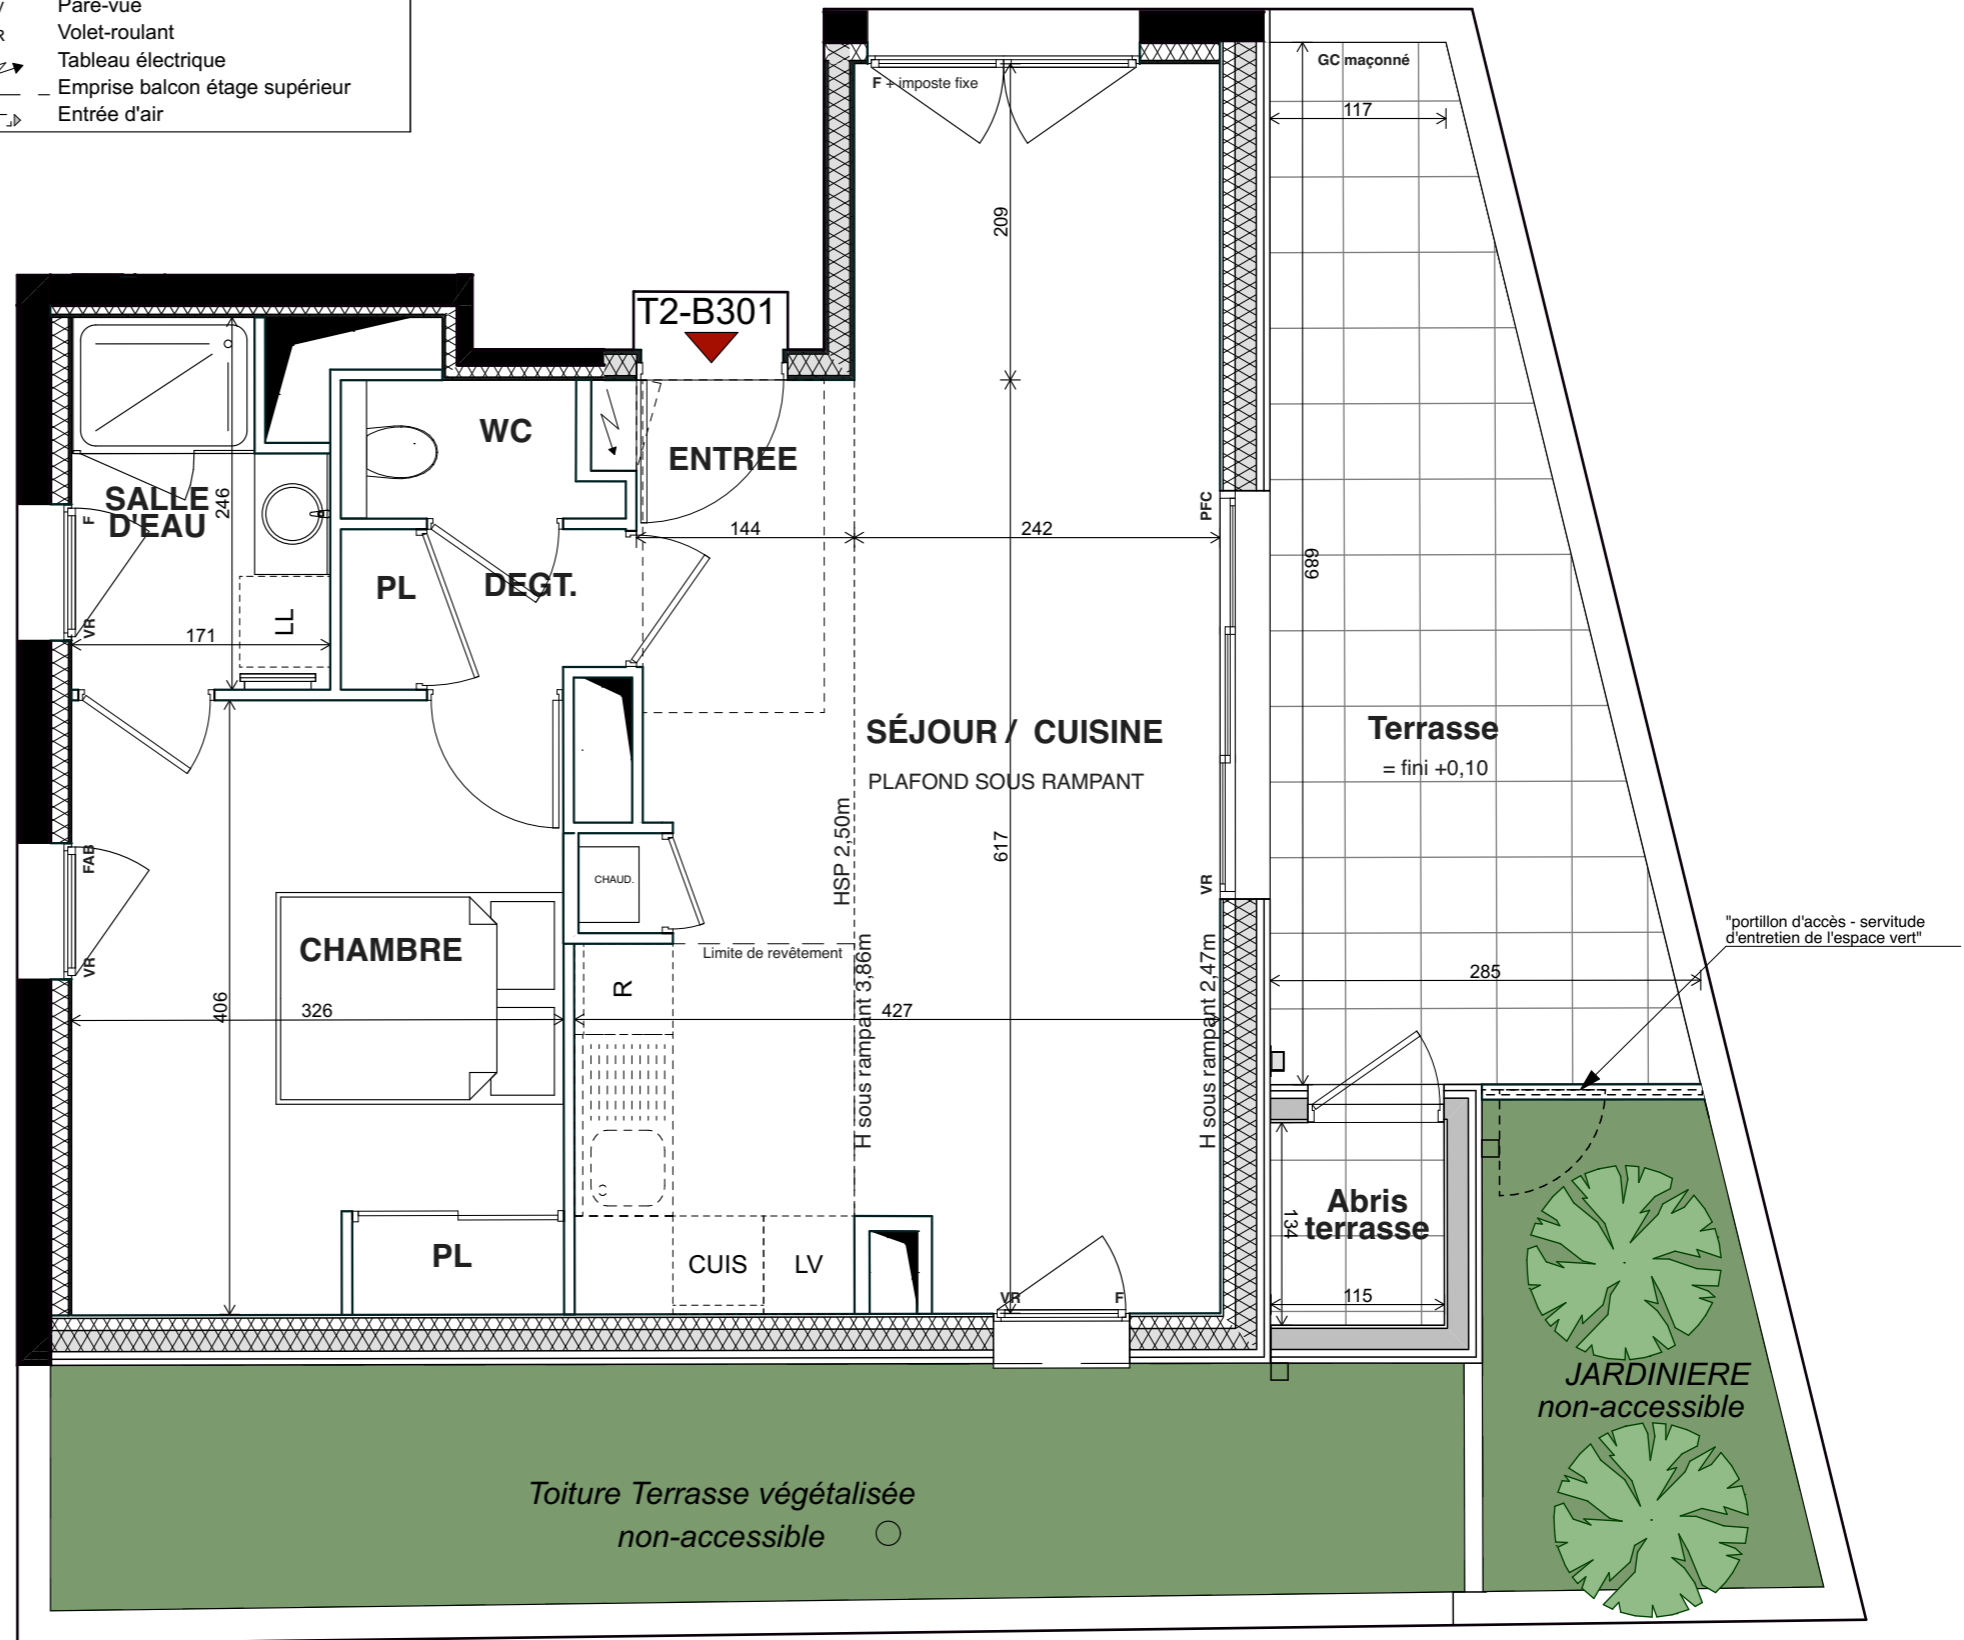 Pare-vue
R Volet-roulant
Tableau électrique
Emprise balcon étage supérieur
Entrée d'air
GC maçonné
F + imposte fixe
117
209
T2-B301
WC
ENTREE
SALLE
D'EAU
246
F
PFC
144
242
689
PL
DEGT.
LL
VR
171
SÉJOUR / CUISINE
PLAFOND SOUS RAMPANT
Terrasse
= fini +0,10
HSP 2,50m
617
FAB
VR
CHAUD.
VR
"portillon d'accès - servitude
d'entretien de l'espace vert"
CHAMBRE
Limite de revêtement
R
285
406
326
427
H sous rampant 3,86m
H sous rampant 2,47m
Abris
terrasse
134
PL
CUIS
LV
VR
F
115
JARDINIERE
non-accessible
Toiture Terrasse végétalisée
non-accessible